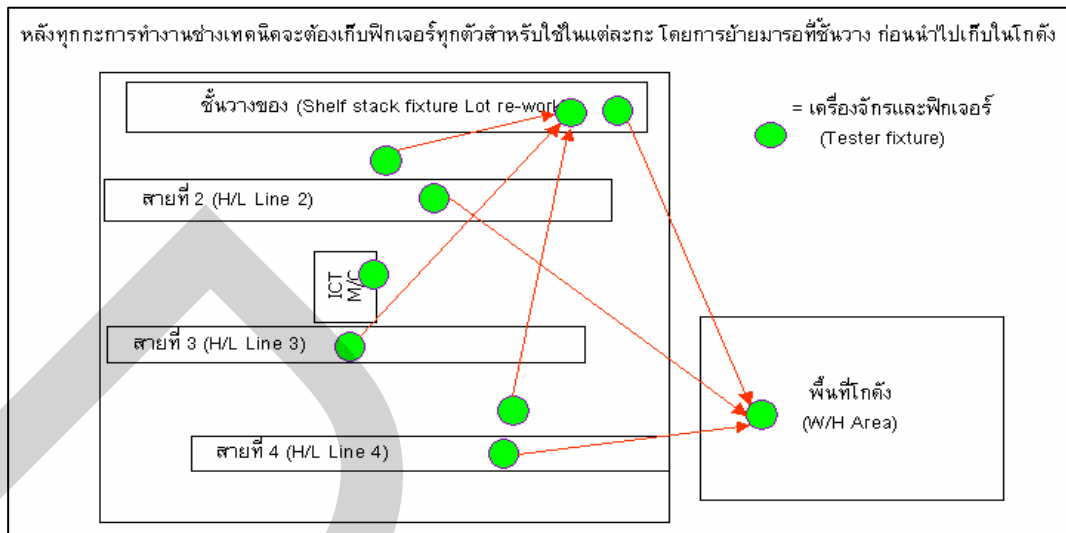 หลังทุกกะการทำงานช่างเทคนิคจะต้องเก็บฟิกเจอร์ทุกตัวสำหรับใช้ในแต่ละกะ โดยการย้ายมารอที่ชั้นวาง ก่อนนำไปเก็บในโกดัง
ชั้นวางของ (Shelf stack fixture Lot re-work)
= เครื่องจักรและฟิกเจอร์
(Tester fixture)
สายที่ 2 (H/L Line 2)
ICT
M/C
สายที่ 3 (H/L Line 3)
พื้นที่โกดัง
(W/H Area)
สายที่ 4 (H/L Line 4)